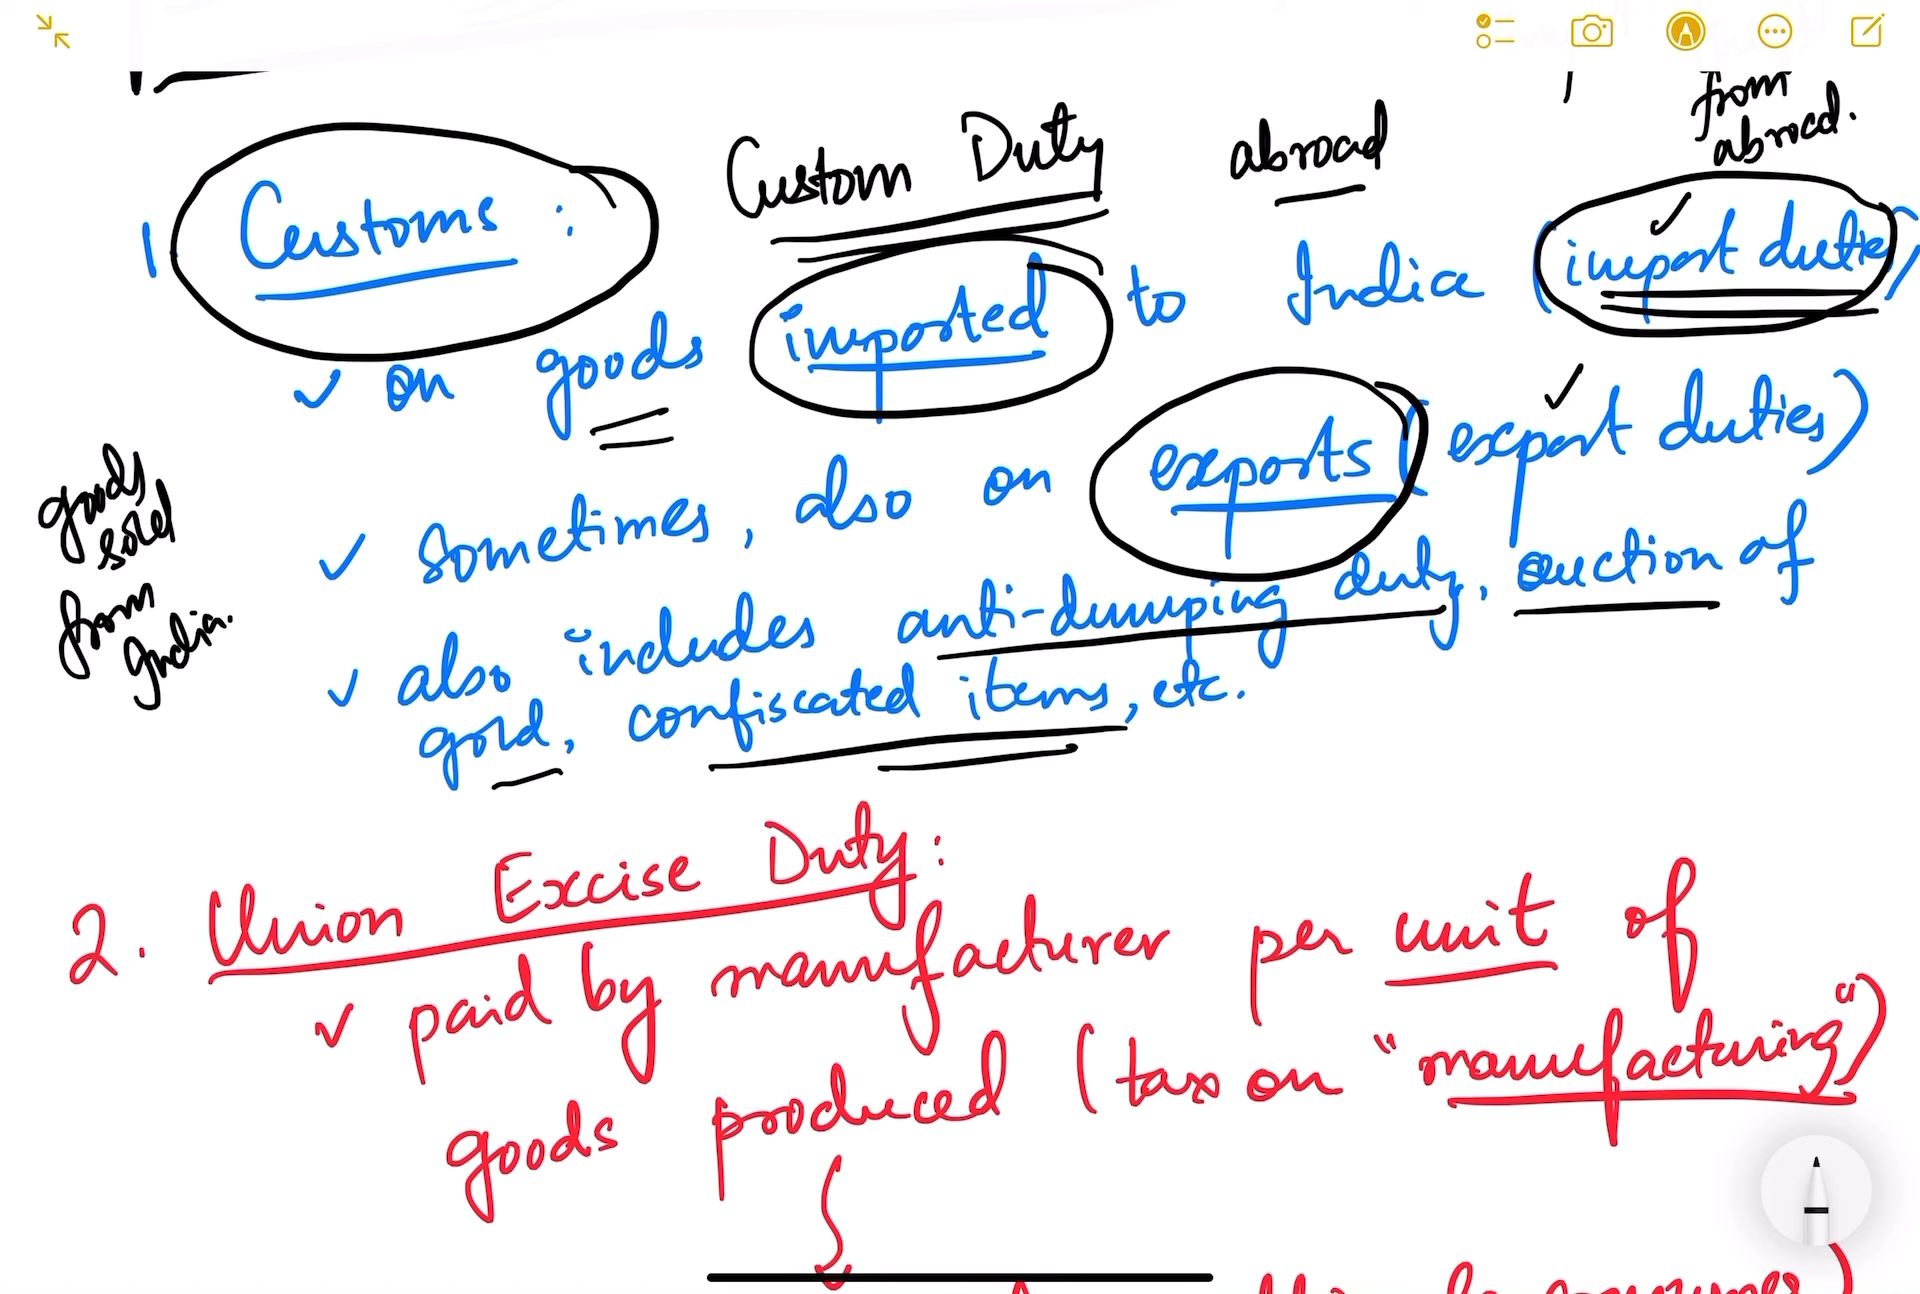 from
abroad.
Custom Duty abroad
1 Customs :
✓ on goods imported to India (import duties)
✓ sometimes, also on exports (export duties)
goods
sold
from
India.
✓ also includes anti-dumping duty, auction of
gold, confiscated items, etc.
2. Union Excise Duty:
✓ paid by manufacturer per unit of
goods produced (tax on "manufacturing")